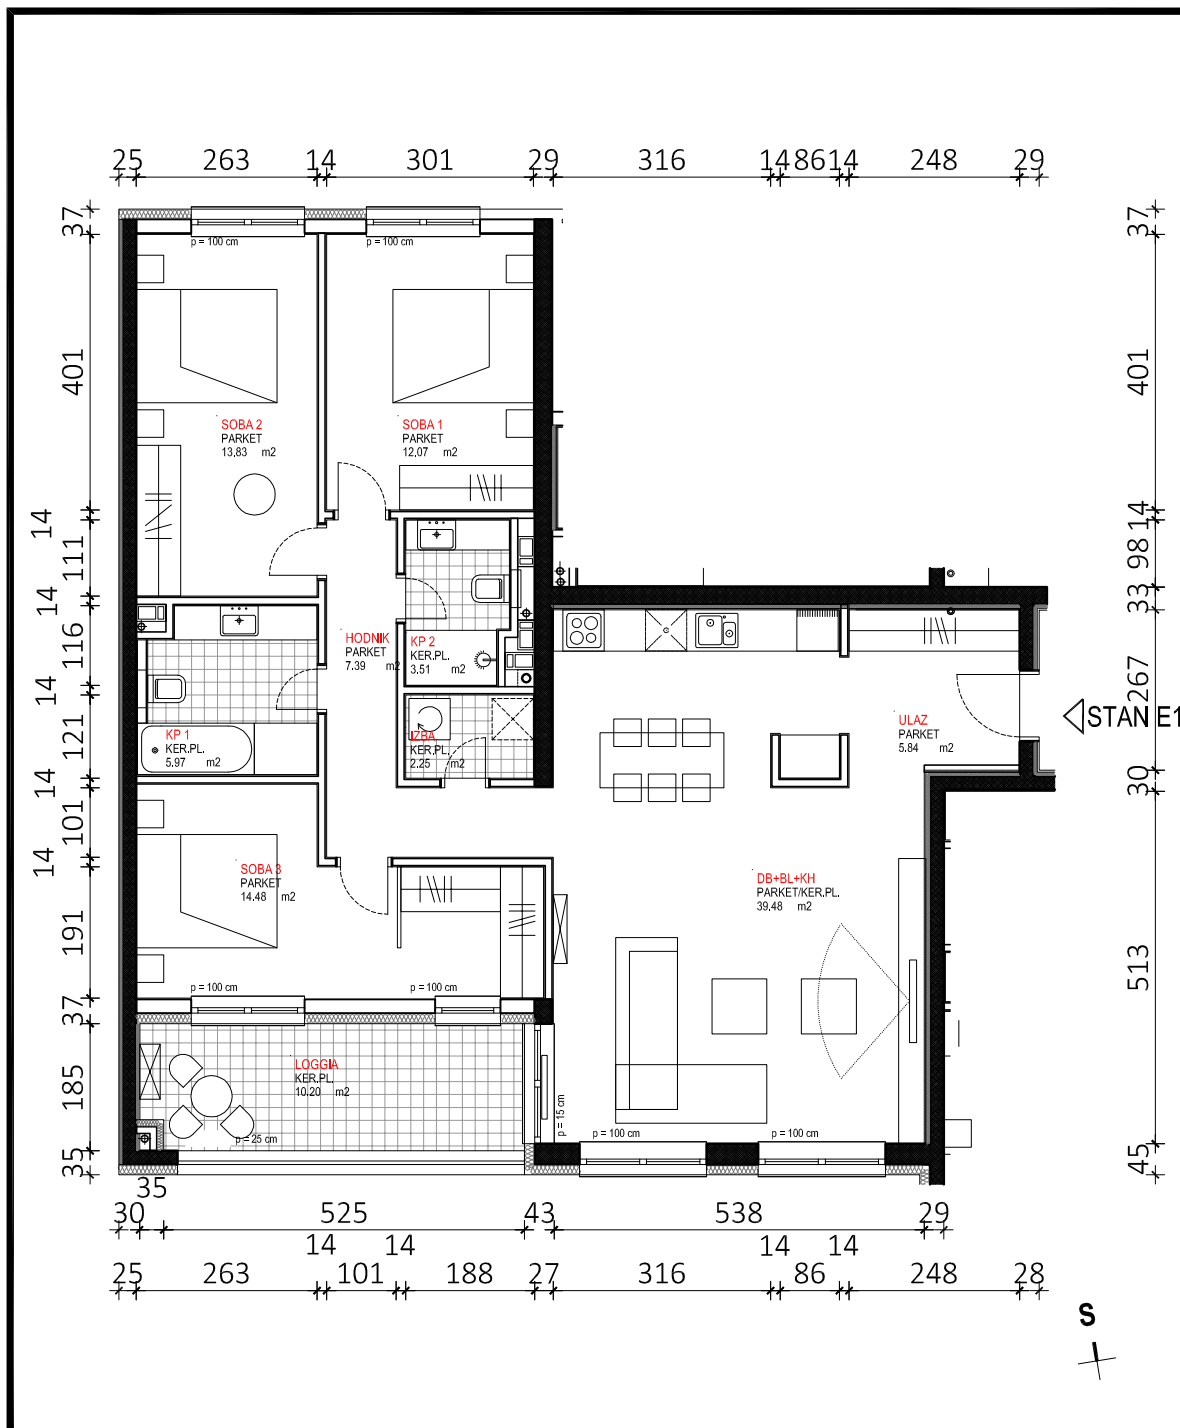 25 263 14 301 29 316 14 86 14 248 29
37
37
p = 100 cm
p = 100 cm
401
401
SOBA 2
PARKET
13.83 m2
SOBA 1
PARKET
12.07 m2
14
14
111
98
14
33
116
HODNIK
PARKET
7.39 m2
KP 2
KER.PL.
3.51 m2
267
14
STAN E1
ULAZ
PARKET
5.84 m2
121
KP 1
KER.PL.
5.97 m2
IZBA
KER.PL.
2.25 m2
14
30
101
14
SOBA 3
PARKET
14.48 m2
DB+BL+KH
PARKET/KER.PL.
39.48 m2
191
513
p = 100 cm
p = 100 cm
37
LOGGIA
KER.PL.
10.20 m2
185
p = 15 cm
p = 25 cm
p = 100 cm
p = 100 cm
35
45
35
30 525 43 538 29
14 14 14 14
25 263 101 188 27 316 86 248 28
S